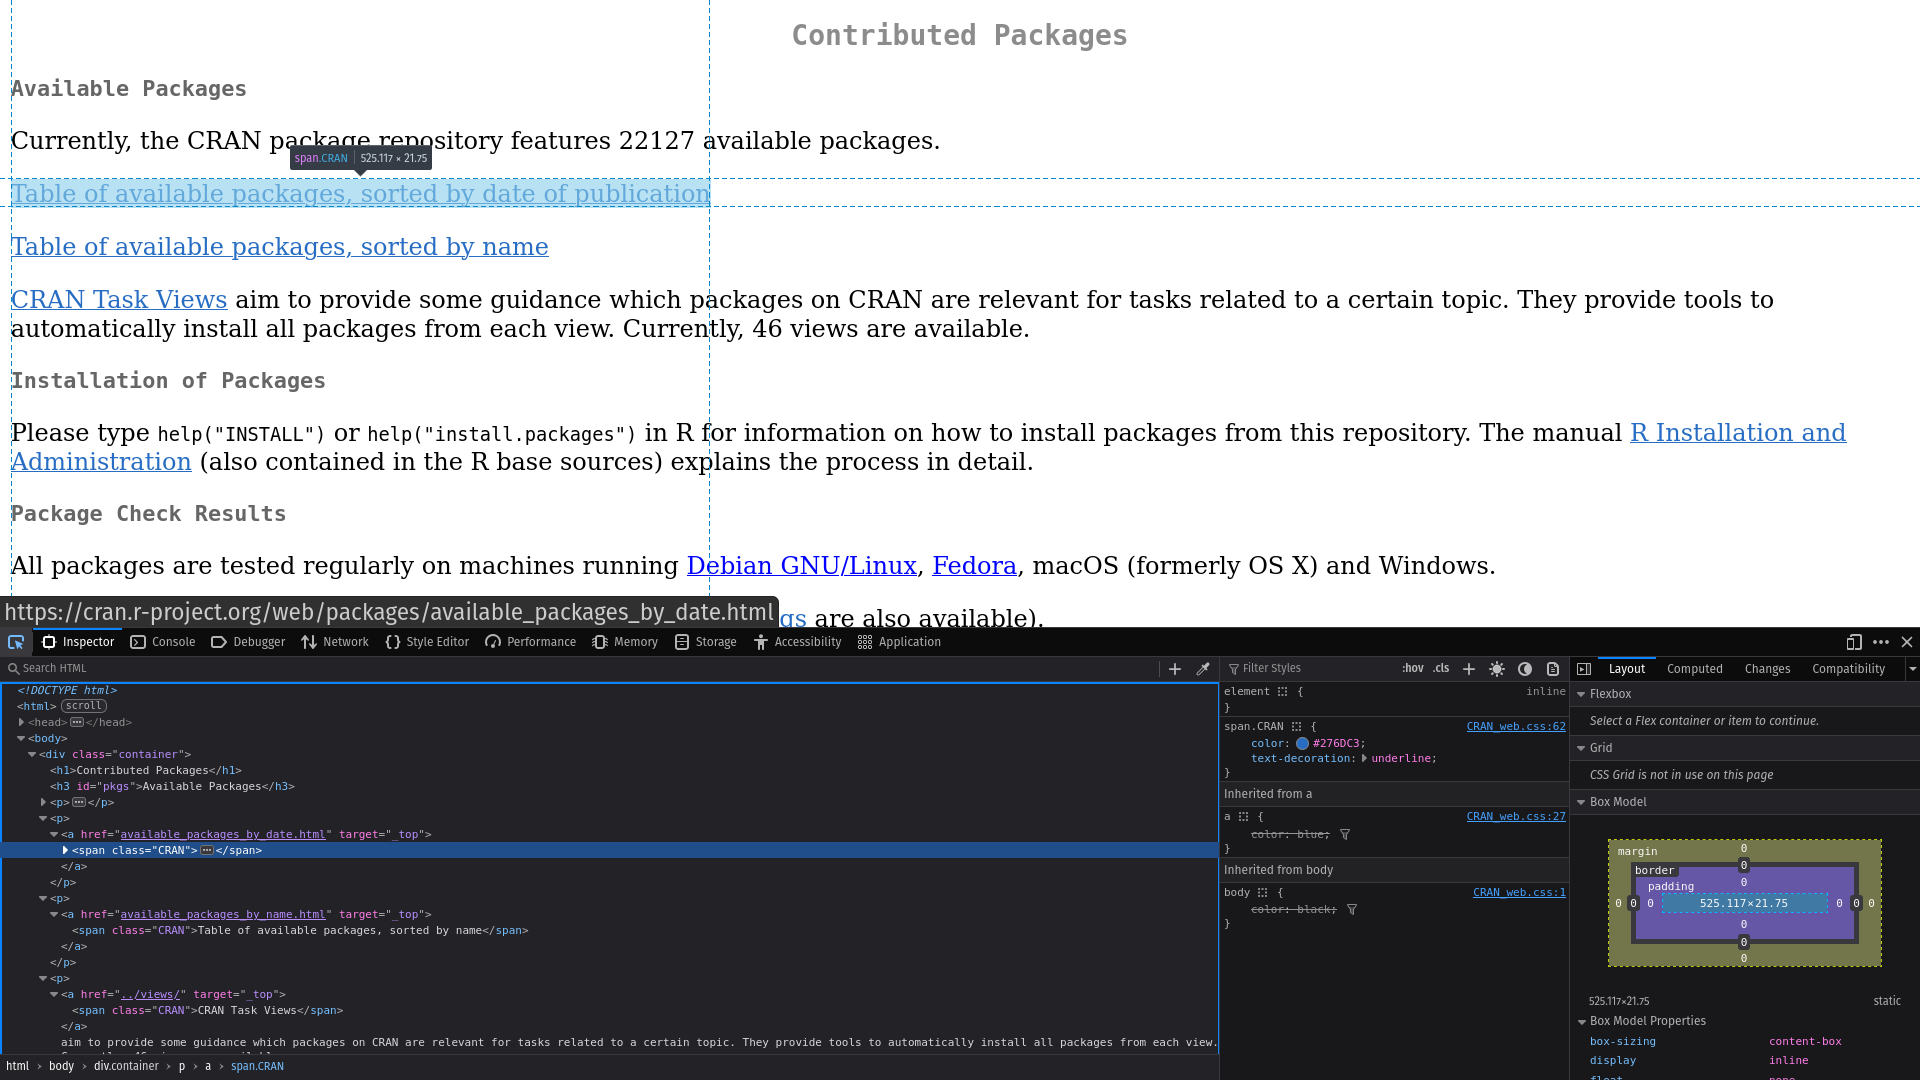 Contributed Packages
Available Packages
Currently, the CRAN package repository features 22127 available packages.
span.CRAN 525.117 × 21.75
Table of available packages, sorted by date of publication
Table of available packages, sorted by name
CRAN Task Views aim to provide some guidance which packages on CRAN are relevant for tasks related to a certain topic. They provide tools to
automatically install all packages from each view. Currently, 46 views are available.
Installation of Packages
Please type help("INSTALL") or help("install.packages") in R for information on how to install packages from this repository. The manual R Installation and
Administration (also contained in the R base sources) explains the process in detail.
Package Check Results
All packages are tested regularly on machines running Debian GNU/Linux, Fedora, macOS (formerly OS X) and Windows.
gs are also available).
https://cran.r-project.org/web/packages/available_packages_by_date.html
Inspector Console Debugger Network Style Editor Performance Memory Storage Accessibility Application
Search HTML
<!DOCTYPE html>
<html> scroll
<head> ••• </head>
<body>
<div class="container">
<h1>Contributed Packages</h1>
<h3 id="pkgs">Available Packages</h3>
<p> ••• </p>
<p>
<a href="available_packages_by_date.html" target="_top">
<span class="CRAN"> ••• </span>
</a>
</p>
<p>
<a href="available_packages_by_name.html" target="_top">
<span class="CRAN">Table of available packages, sorted by name</span>
</a>
</p>
<p>
<a href="../views/" target="_top">
<span class="CRAN">CRAN Task Views</span>
</a>
aim to provide some guidance which packages on CRAN are relevant for tasks related to a certain topic. They provide tools to automatically install all packages from each view.
html › body › div.container › p › a › span.CRAN
Filter Styles :hov .cls
element { inline
}
span.CRAN { CRAN_web.css:62
color: #276DC3;
text-decoration: underline;
}
Inherited from a
a { CRAN_web.css:27
color: blue;
}
Inherited from body
body { CRAN_web.css:1
color: black;
}
Layout Computed Changes Compatibility
Flexbox
Select a Flex container or item to continue.
Grid
CSS Grid is not in use on this page
Box Model
margin 0
border 0
padding 0
0 0 0 525.117×21.75 0 0 0
0
0
0
525.117×21.75 static
Box Model Properties
box-sizing content-box
display inline
float none